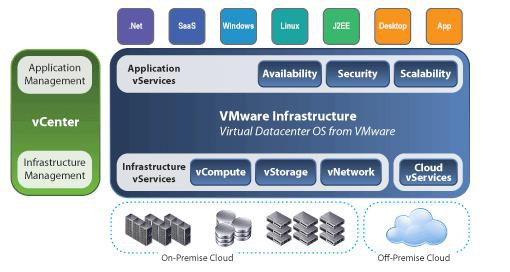 .Net
SaaS
Windows
Linux
J2EE
Desktop
App
Application
Management
vCenter
Infrastructure
Management
Application
vServices
Availability
Security
Scalability
VMware Infrastructure
Virtual Datacenter OS from VMware
Infrastructure
vServices
vCompute
vStorage
vNetwork
Cloud
vServices
On-Premise Cloud
Off-Premise Cloud